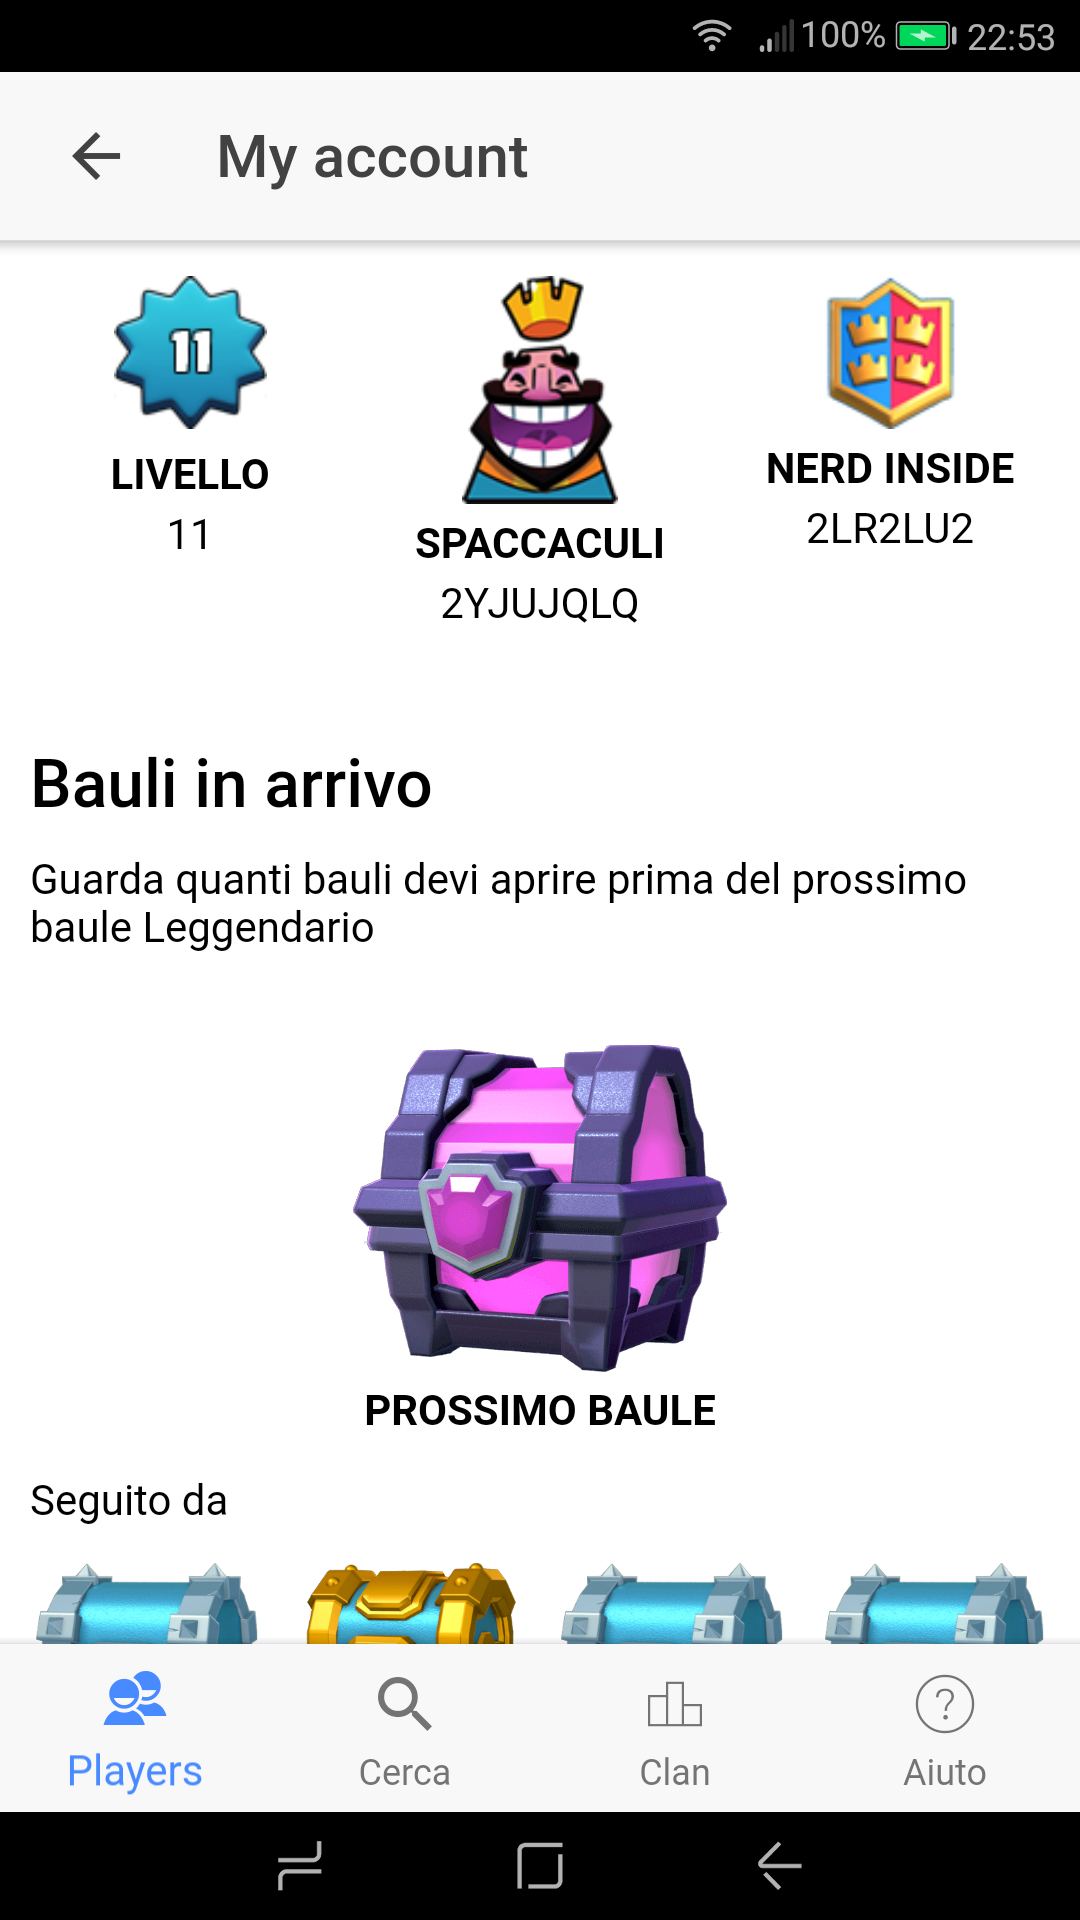 100% 22:53
My account
11
LIVELLO
11
SPACCACULI
2YJUJQLQ
NERD INSIDE
2LR2LU2
Bauli in arrivo
Guarda quanti bauli devi aprire prima del prossimo
baule Leggendario
PROSSIMO BAULE
Seguito da
Players
Cerca
Clan
?
Aiuto